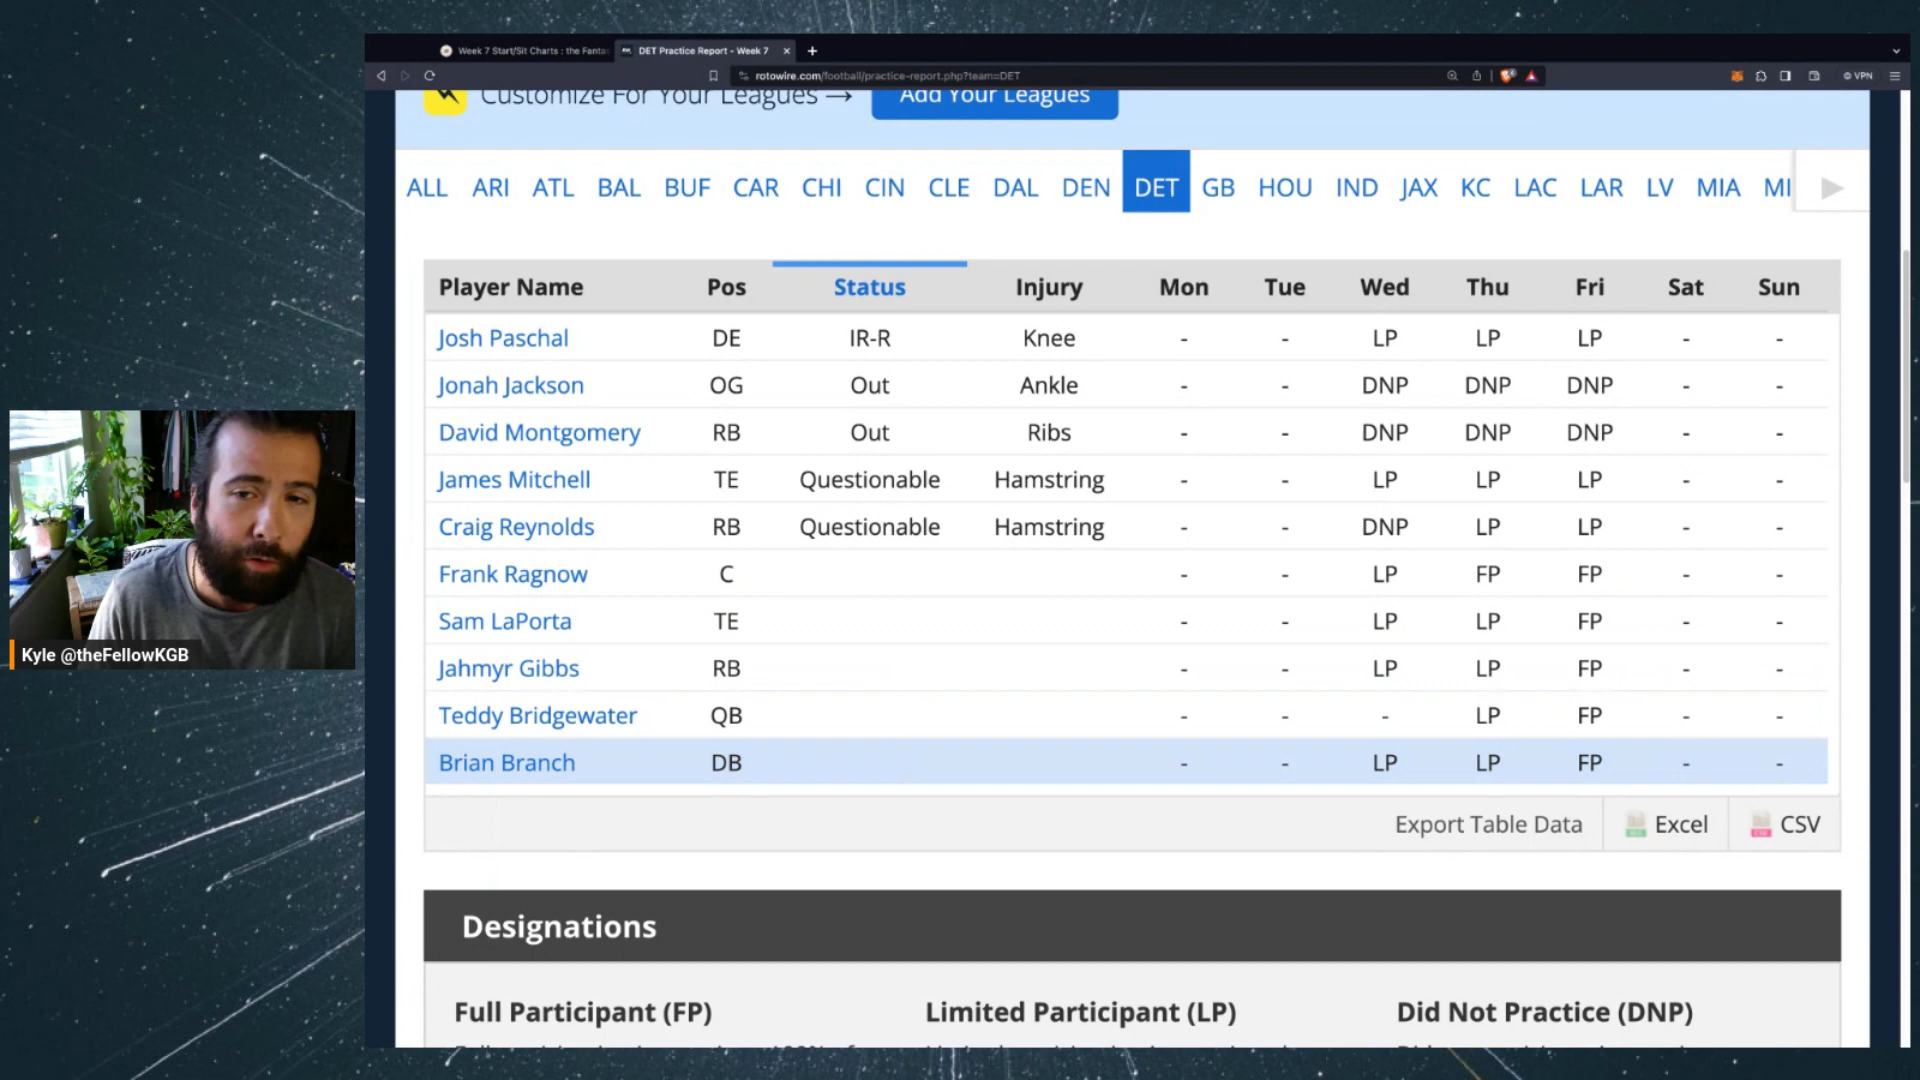 Week 7 Start/Sit Charts : the Fanta
DET Practice Report - Week 7
rotowire.com/football/practice-report.php?team=DET
VPN
Customize For Your Leagues → Add Your Leagues
ALL ARI ATL BAL BUF CAR CHI CIN CLE DAL DEN DET GB HOU IND JAX KC LAC LAR LV MIA MI
Player Name Pos Status Injury Mon Tue Wed Thu Fri Sat Sun
Josh Paschal DE IR-R Knee - - LP LP LP - -
Jonah Jackson OG Out Ankle - - DNP DNP DNP - -
David Montgomery RB Out Ribs - - DNP DNP DNP - -
James Mitchell TE Questionable Hamstring - - LP LP LP - -
Craig Reynolds RB Questionable Hamstring - - DNP LP LP - -
Frank Ragnow C - - LP FP FP - -
Sam LaPorta TE - - LP LP FP - -
Jahmyr Gibbs RB - - LP LP FP - -
Teddy Bridgewater QB - - - LP FP - -
Brian Branch DB - - LP LP FP - -
Export Table Data Excel CSV
Designations
Full Participant (FP) Limited Participant (LP) Did Not Practice (DNP)
Kyle @theFellowKGB